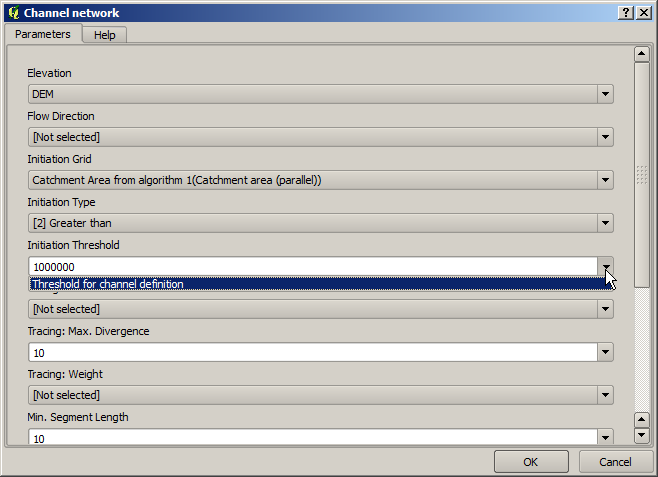 Channel network
Parameters
Help
Elevation
DEM
Flow Direction
[Not selected]
Initiation Grid
Catchment Area from algorithm 1(Catchment area (parallel))
Initiation Type
[2] Greater than
Initiation Threshold
1000000
Threshold for channel definition
[Not selected]
Tracing: Max. Divergence
10
Tracing: Weight
[Not selected]
Min. Segment Length
10
OK
Cancel